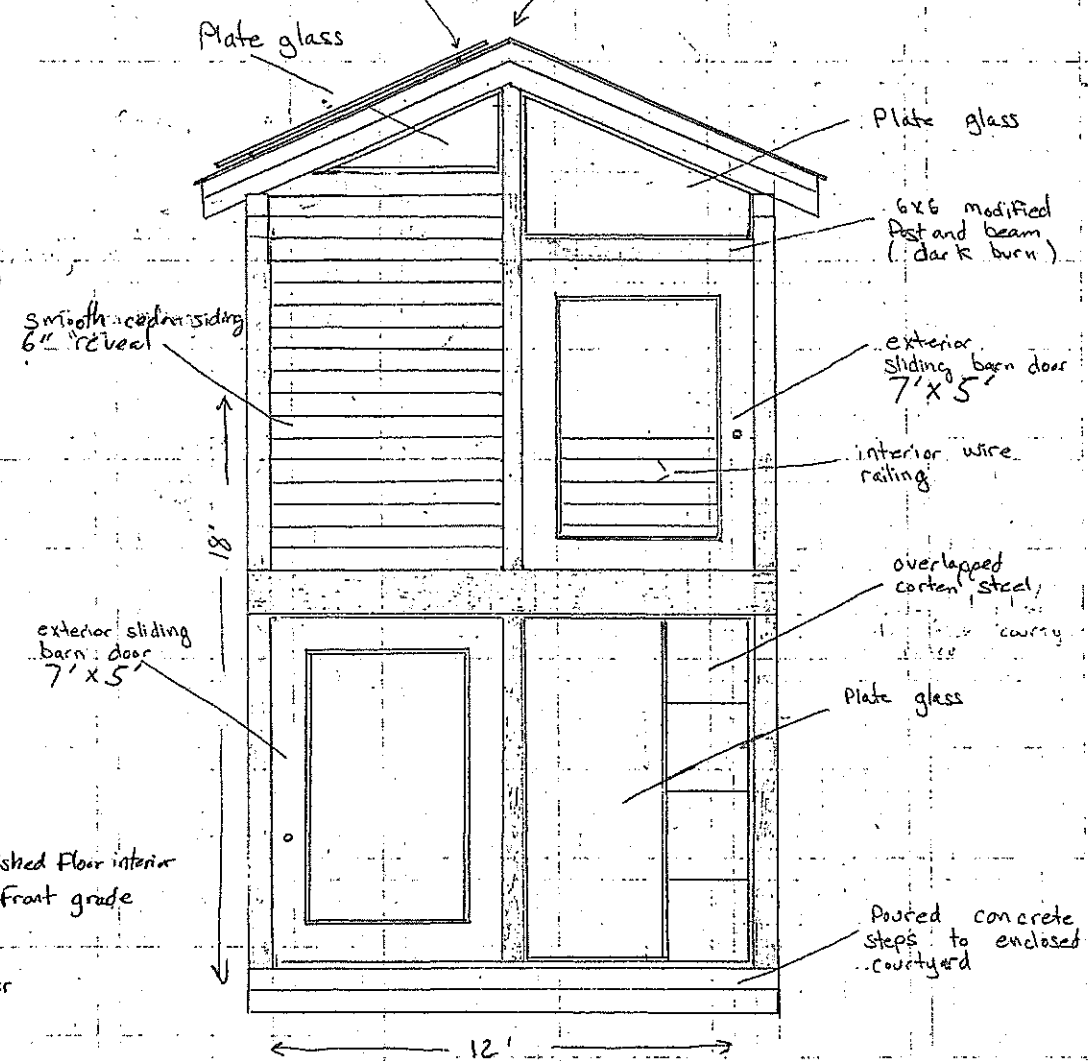 Plate glass
Plate glass
6x6 modified
Post and beam
(dark burn)
smooth cedar siding
6" reveal
exterior
sliding barn door
7' x 5'
interior wire
railing
18'
overlapped
corten steel
exterior sliding
barn door
7' x 5'
Plate glass
shed Floor interior
Front grade
Poured concrete
steps to enclosed
courtyard
12'